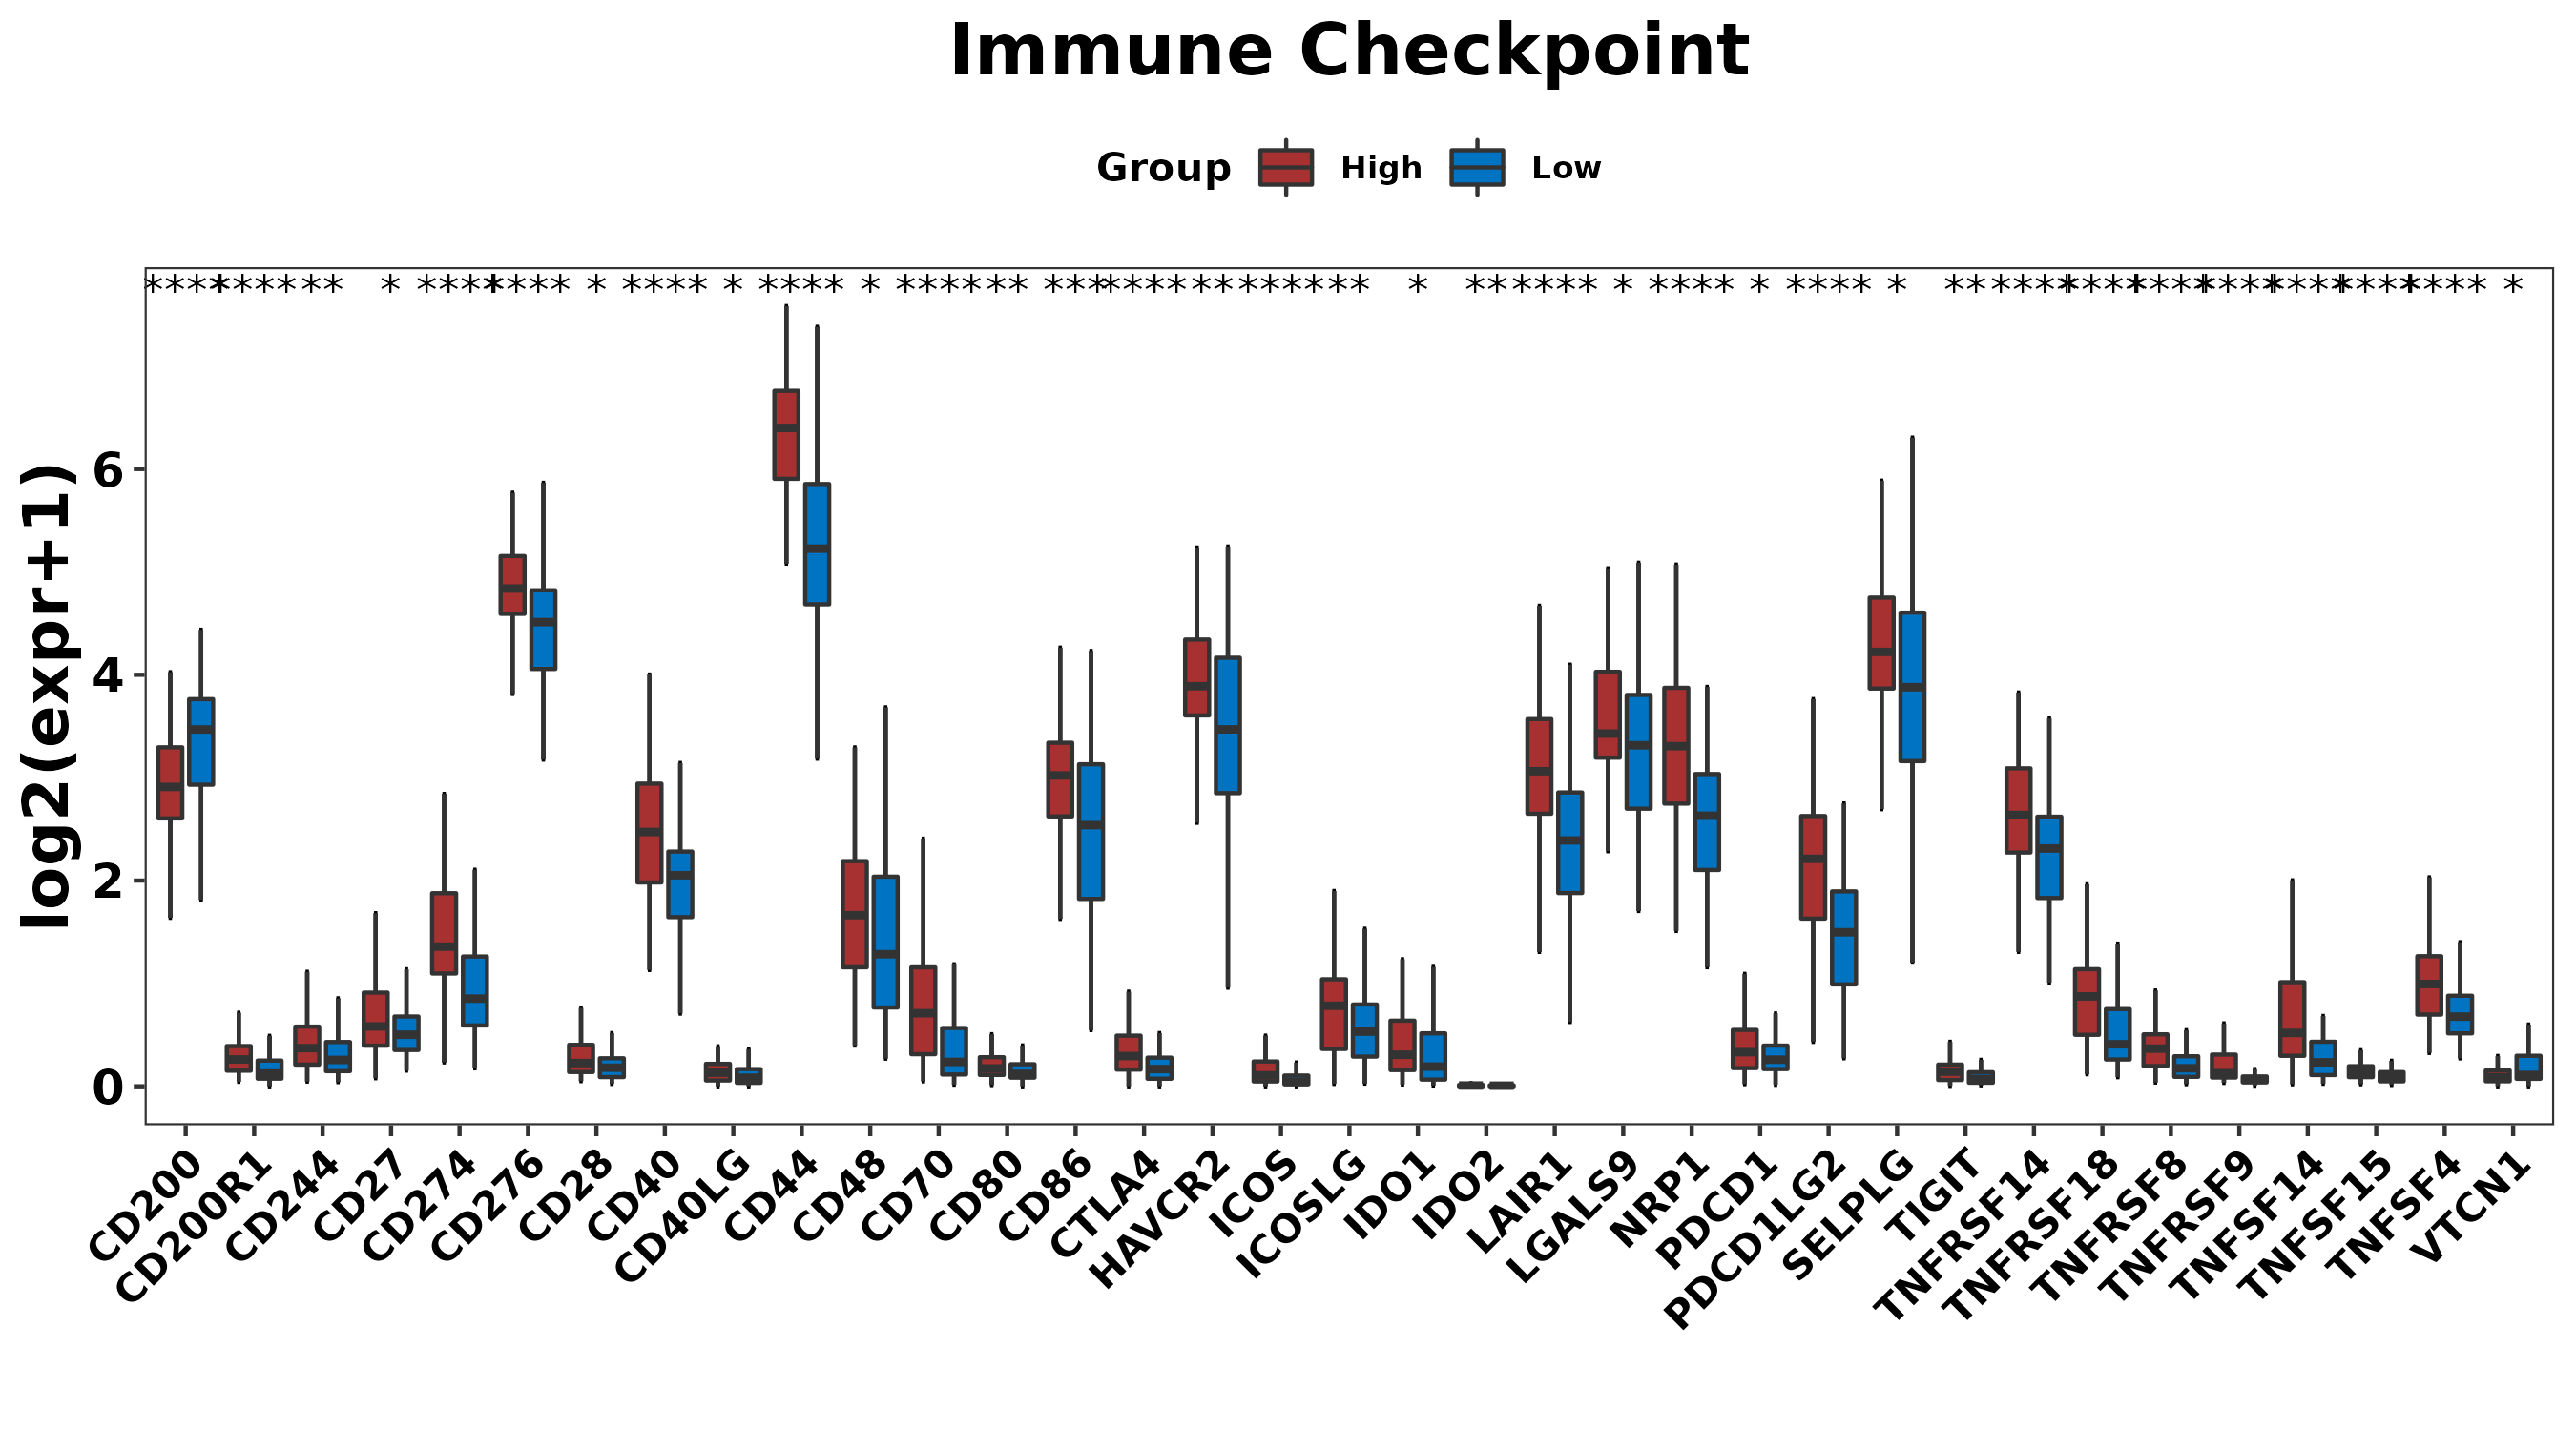 Immune Checkpoint
Group High Low
log2(expr+1)
6
4
2
0
CD200 CD200R1 CD244 CD27 CD274 CD276 CD28 CD40 CD40LG CD44 CD48 CD70 CD80 CD86 CTLA4 HAVCR2 ICOS ICOSLG IDO1 IDO2 LAIR1 LGALS9 NRP1 PDCD1 PDCD1LG2 SELPLG TIGIT TNFRSF14 TNFRSF18 TNFRSF8 TNFRSF9 TNFSF14 TNFSF15 TNFSF4 VTCN1